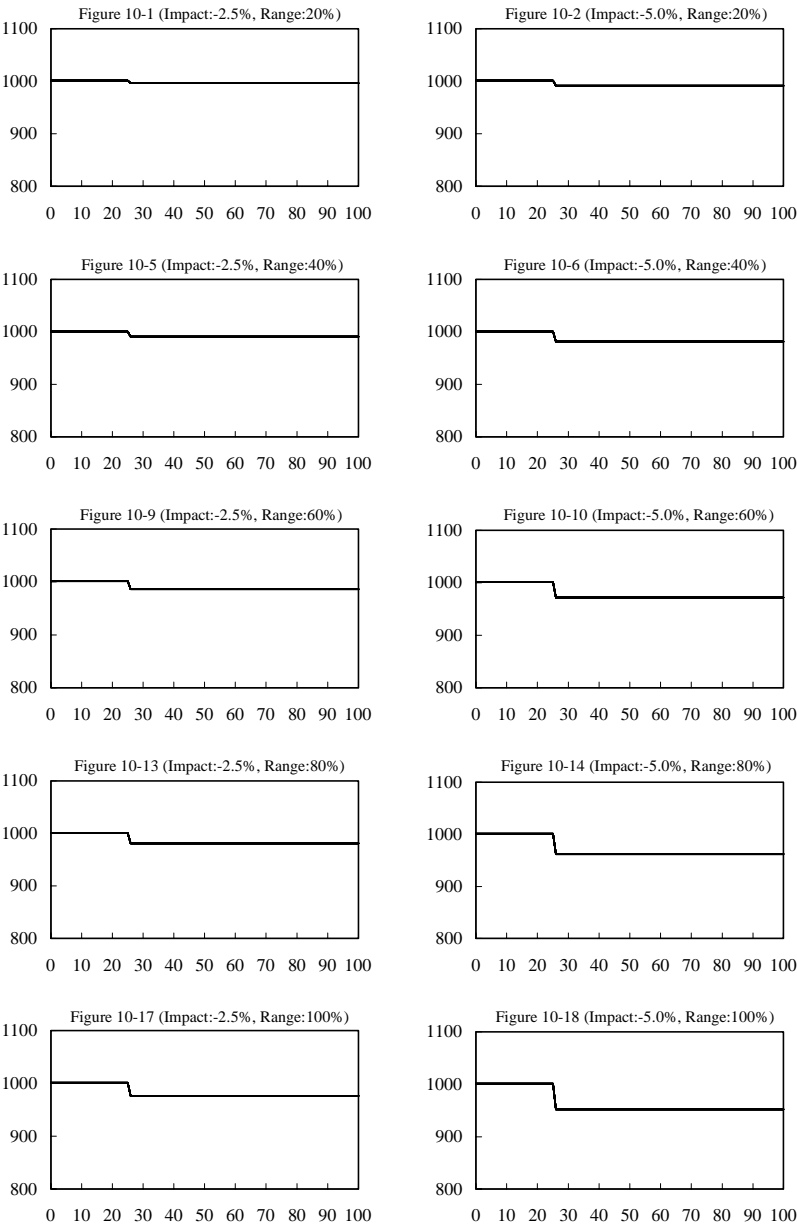 Figure 10-1 (Impact:-2.5%, Range:20%)
1100
1000
900
800
0 10 20 30 40 50 60 70 80 90 100
Figure 10-2 (Impact:-5.0%, Range:20%)
1100
1000
900
800
0 10 20 30 40 50 60 70 80 90 100
Figure 10-5 (Impact:-2.5%, Range:40%)
1100
1000
900
800
0 10 20 30 40 50 60 70 80 90 100
Figure 10-6 (Impact:-5.0%, Range:40%)
1100
1000
900
800
0 10 20 30 40 50 60 70 80 90 100
Figure 10-9 (Impact:-2.5%, Range:60%)
1100
1000
900
800
0 10 20 30 40 50 60 70 80 90 100
Figure 10-10 (Impact:-5.0%, Range:60%)
1100
1000
900
800
0 10 20 30 40 50 60 70 80 90 100
Figure 10-13 (Impact:-2.5%, Range:80%)
1100
1000
900
800
0 10 20 30 40 50 60 70 80 90 100
Figure 10-14 (Impact:-5.0%, Range:80%)
1100
1000
900
800
0 10 20 30 40 50 60 70 80 90 100
Figure 10-17 (Impact:-2.5%, Range:100%)
1100
1000
900
800
0 10 20 30 40 50 60 70 80 90 100
Figure 10-18 (Impact:-5.0%, Range:100%)
1100
1000
900
800
0 10 20 30 40 50 60 70 80 90 100